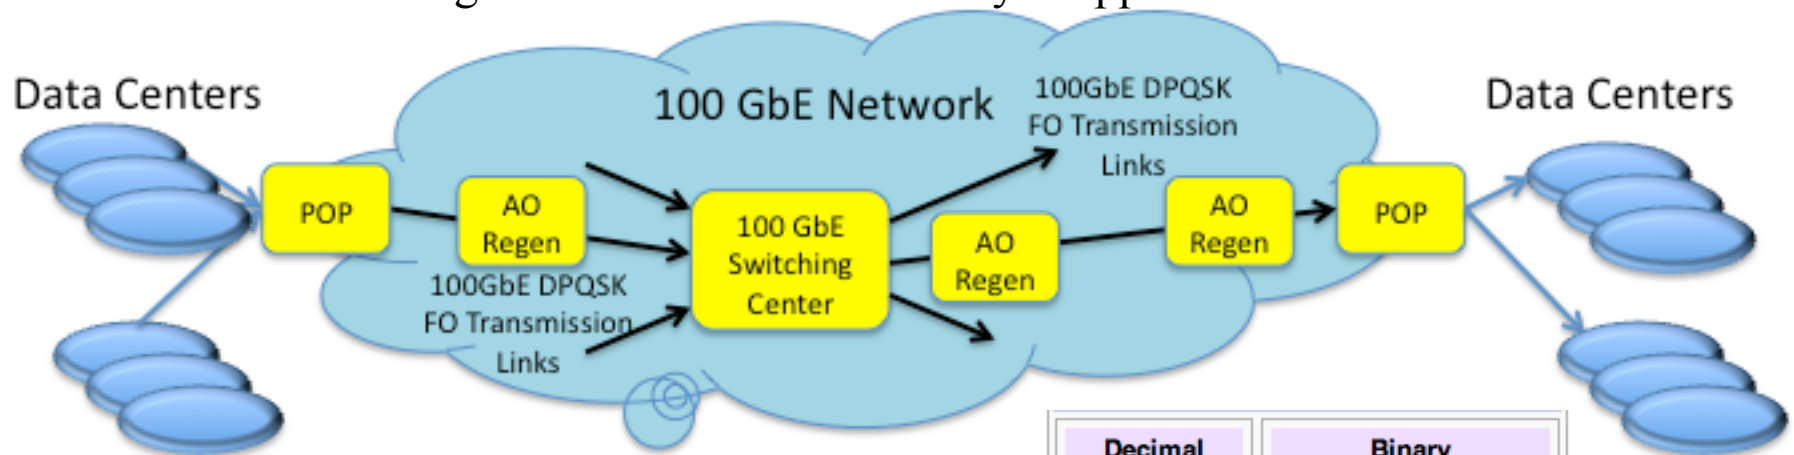 Data Centers
100 GbE Network
100GbE DPQSK
FO Transmission
Links
Data Centers
POP
AO
Regen
100GbE DPQSK
FO Transmission
Links
100 GbE
Switching
Center
AO
Regen
AO
Regen
POP
Decimal
Binary